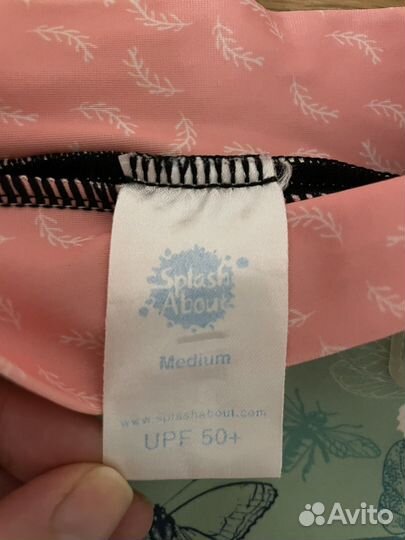 Splash
About
Medium
www.splashabout.com
UPF 50+
Avito